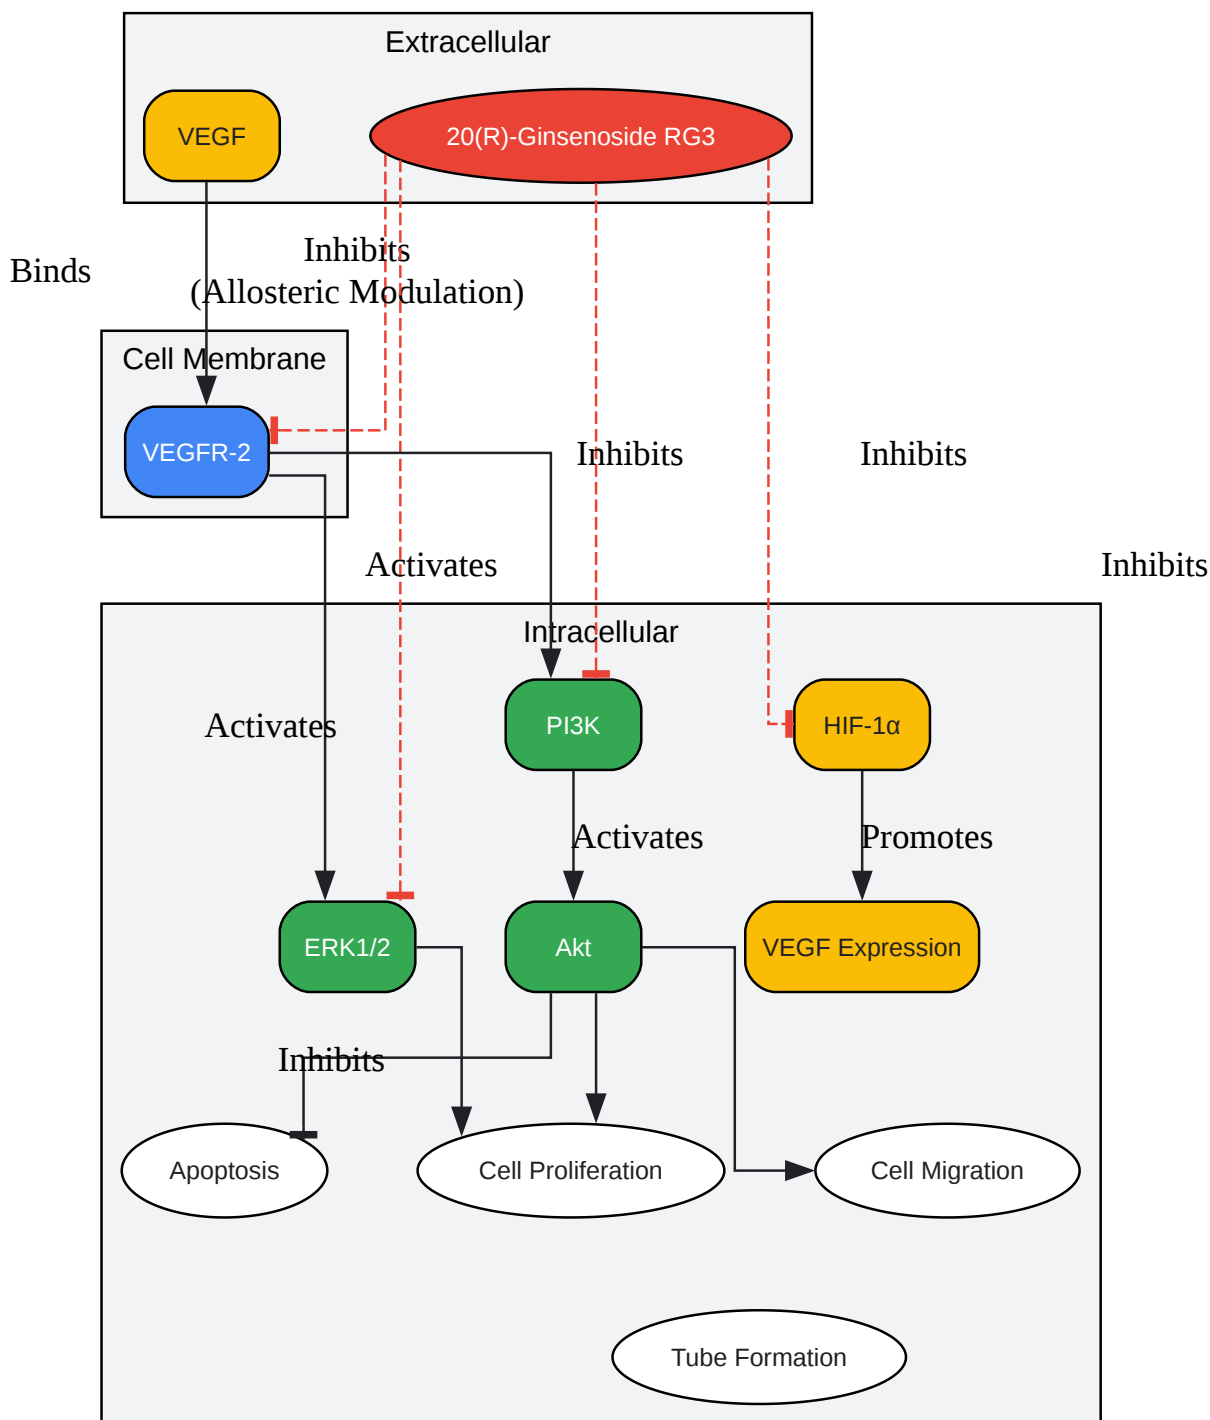 Extracellular
VEGF
20(R)-Ginsenoside RG3
Binds
Inhibits
(Allosteric Modulation)
Cell Membrane
VEGFR-2
Inhibits
Inhibits
Activates
Inhibits
Intracellular
PI3K
HIF-1α
Activates
Activates
Promotes
ERK1/2
Akt
VEGF Expression
Inhibits
Apoptosis
Cell Proliferation
Cell Migration
Tube Formation